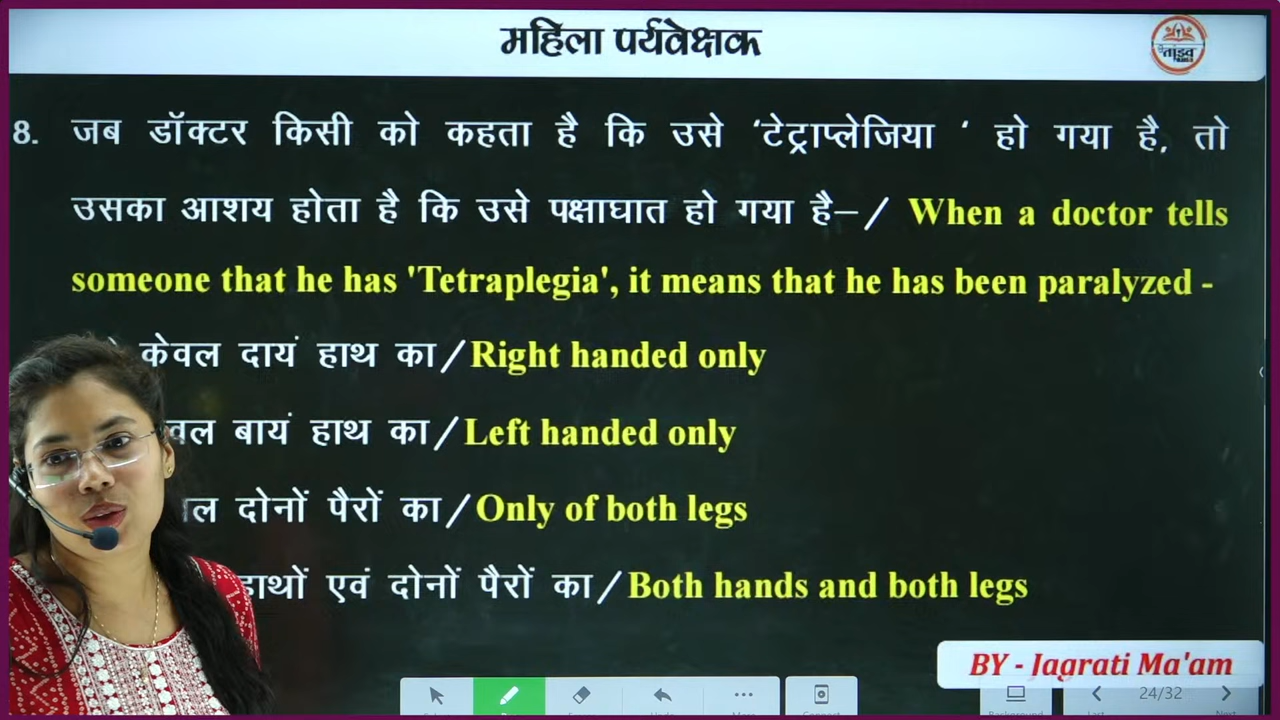 महिला पर्यवेक्षक
ताड़व
8. जब डॉक्टर किसी को कहता है कि उसे ‘टेट्राप्लेजिया ‘ हो गया है, तो
उसका आशय होता है कि उसे पक्षाघात हो गया है–/ When a doctor tells
someone that he has 'Tetraplegia', it means that he has been paralyzed -
केवल दायं हाथ का/Right handed only
बायं हाथ का/Left handed only
दोनों पैरों का/Only of both legs
एवं दोनों पैरों का/Both hands and both legs
BY - Jagrati Ma'am
24/32